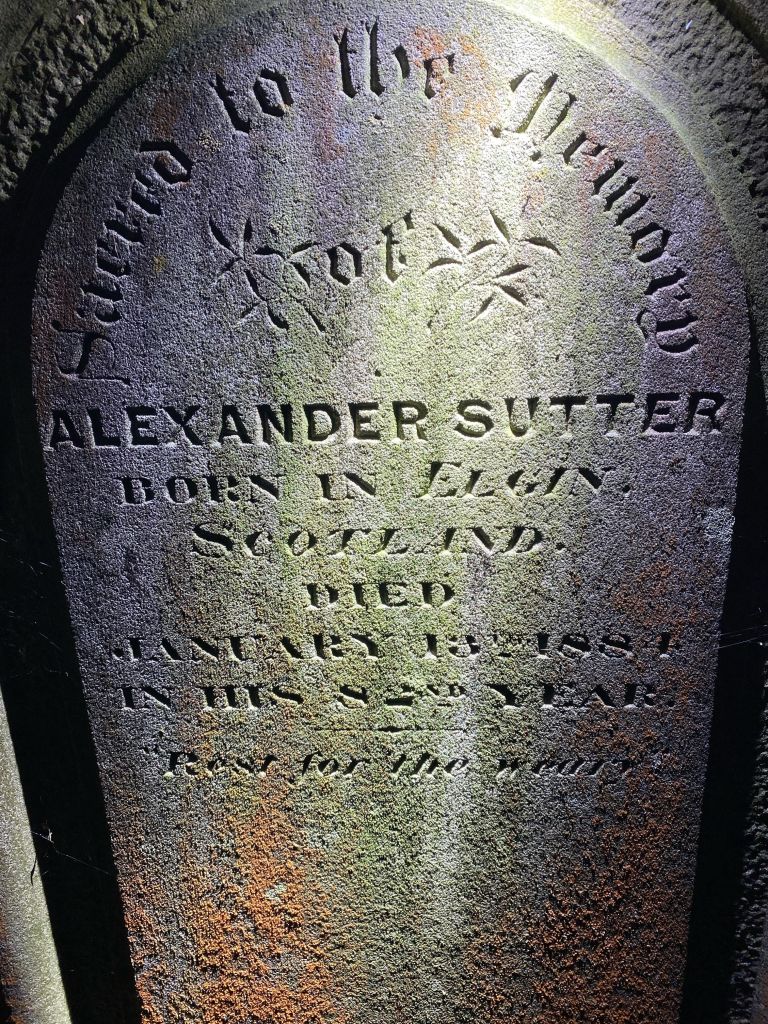 Sacred to the Memory
of
ALEXANDER SUTTER
BORN IN ELGIN.
SCOTLAND.
DIED
JANUARY 13TH 1884
IN HIS 82ND YEAR.
"Rest for the weary"